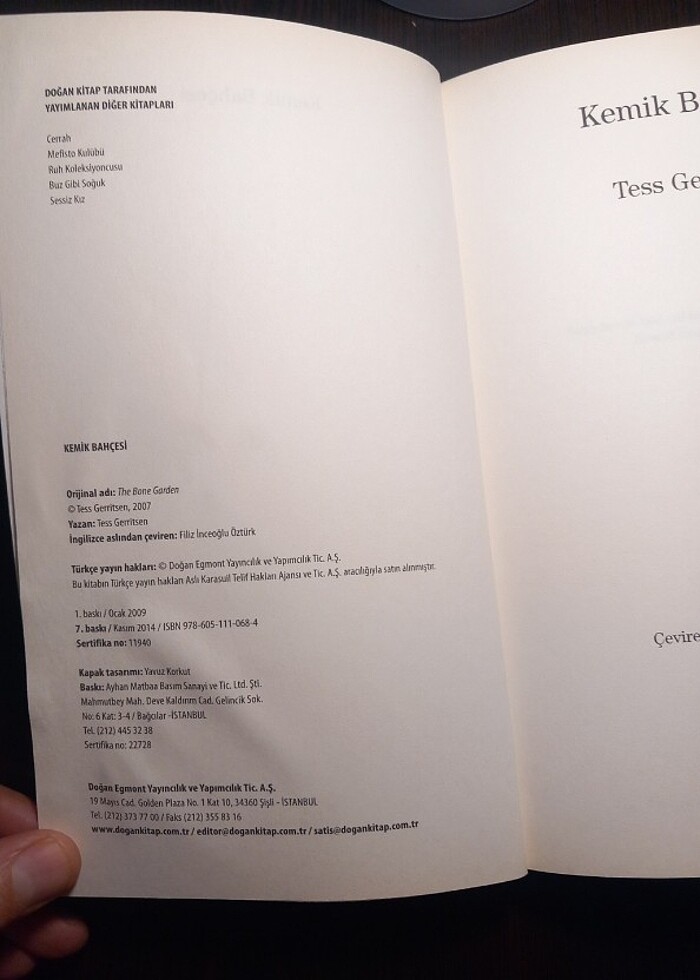 DOĞAN KİTAP TARAFINDAN
YAYIMLANAN DİĞER KİTAPLARI
Cerrah
Mefisto Kulübü
Ruh Koleksiyoncusu
Buz Gibi Soğuk
Sessiz Kız
KEMİK BAHÇESİ
Orijinal adı: The Bone Garden
© Tess Gerritsen, 2007
Yazan: Tess Gerritsen
İngilizce aslından çeviren: Filiz İnceoğlu Öztürk
Türkçe yayın hakları: © Doğan Egmont Yayıncılık ve Yapımcılık Tic. A.Ş.
Bu kitabın Türkçe yayın hakları Aslı Karasuil Telif Hakları Ajansı ve Tic. A.Ş. aracılığıyla satın alınmıştır.
1. baskı / Ocak 2009
7. baskı / Kasım 2014 / ISBN 978-605-111-068-4
Sertifika no: 11940
Kapak tasarımı: Yavuz Korkut
Baskı: Ayhan Matbaa Basım Sanayi ve Tic. Ltd. Şti.
Mahmutbey Mah. Deve Kaldırım Cad. Gelincik Sok.
No: 6 Kat: 3-4 / Bağcılar -İSTANBUL
Tel. (212) 445 32 38
Sertifika no: 22728
Doğan Egmont Yayıncılık ve Yapımcılık Tic. A.Ş.
19 Mayıs Cad. Golden Plaza No. 1 Kat 10, 34360 Şişli - İSTANBUL
Tel. (212) 373 77 00 / Faks (212) 355 83 16
www.dogankitap.com.tr / editor@dogankitap.com.tr / satis@dogankitap.com.tr
Kemik B
Tess Ge
Çevire